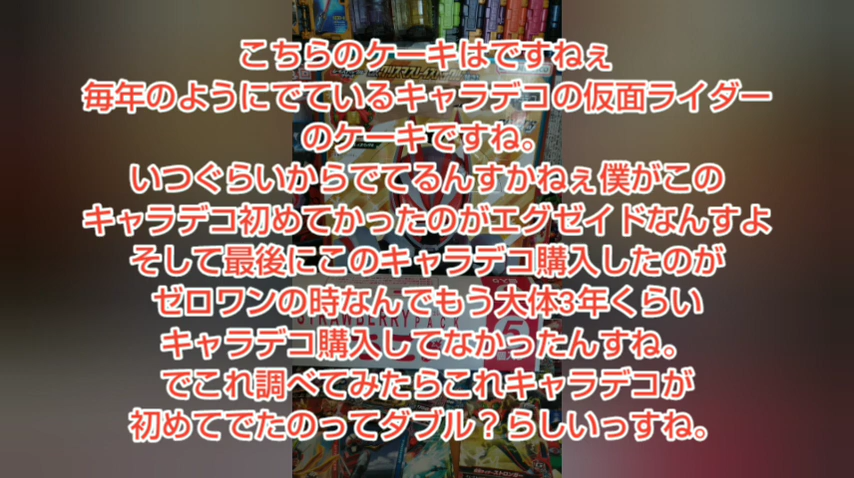 こちらのケーキはですねぇ
毎年のようにでているキャラデコの仮面ライダー
のケーキですね。
いつぐらいからでてるんすかねぇ僕がこの
キャラデコ初めてかったのがエグゼイドなんすよ
そして最後にこのキャラデコ購入したのが
ゼロワンの時なんでもう大体3年くらい
STRAWBERRY PACK
キャラデコ購入してなかったんすね。
でこれ調べてみたらこれキャラデコが
初めてでたのってダブル？らしいっすね。